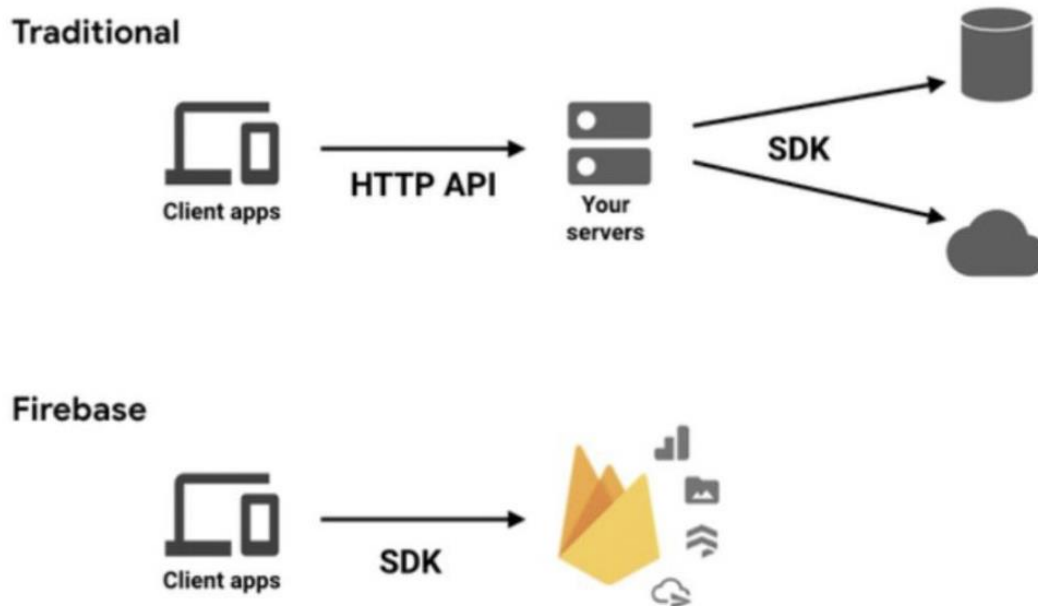 Traditional
HTTP API
SDK
Client apps
Your
servers
Firebase
SDK
Client apps